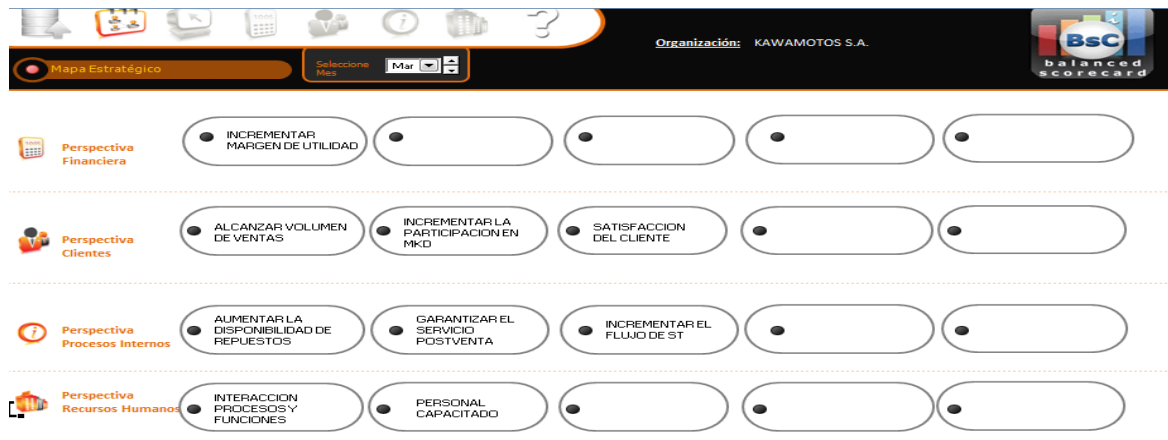 Organización: KAWAMOTOS S.A.
BSC
balanced
scorecard
Mapa Estratégico
Seleccione
Mes
Mar
Perspectiva
Financiera
INCREMENTAR
MARGEN DE UTILIDAD
Perspectiva
Clientes
ALCANZAR VOLUMEN
DE VENTAS
INCREMENTAR LA
PARTICIPACION EN
MKD
SATISFACCION
DEL CLIENTE
Perspectiva
Procesos Internos
AUMENTAR LA
DISPONIBILIDAD DE
REPUESTOS
GARANTIZAR EL
SERVICIO
POSTVENTA
INCREMENTAR EL
FLUJO DE ST
Perspectiva
Recursos Humanos
INTERACCION
PROCESOS Y
FUNCIONES
PERSONAL
CAPACITADO